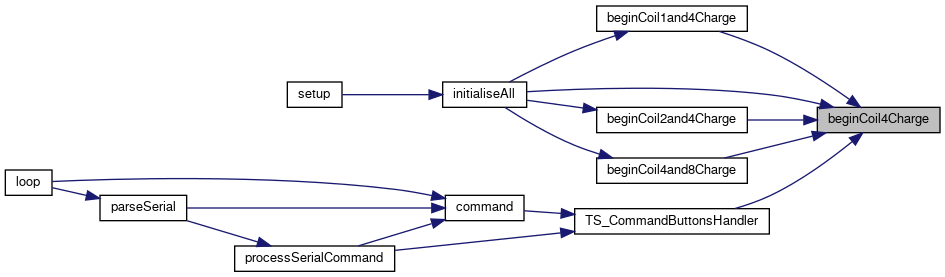 beginCoil1and4Charge
setup
initialiseAll
beginCoil2and4Charge
beginCoil4Charge
beginCoil4and8Charge
loop
parseSerial
command
TS_CommandButtonsHandler
processSerialCommand